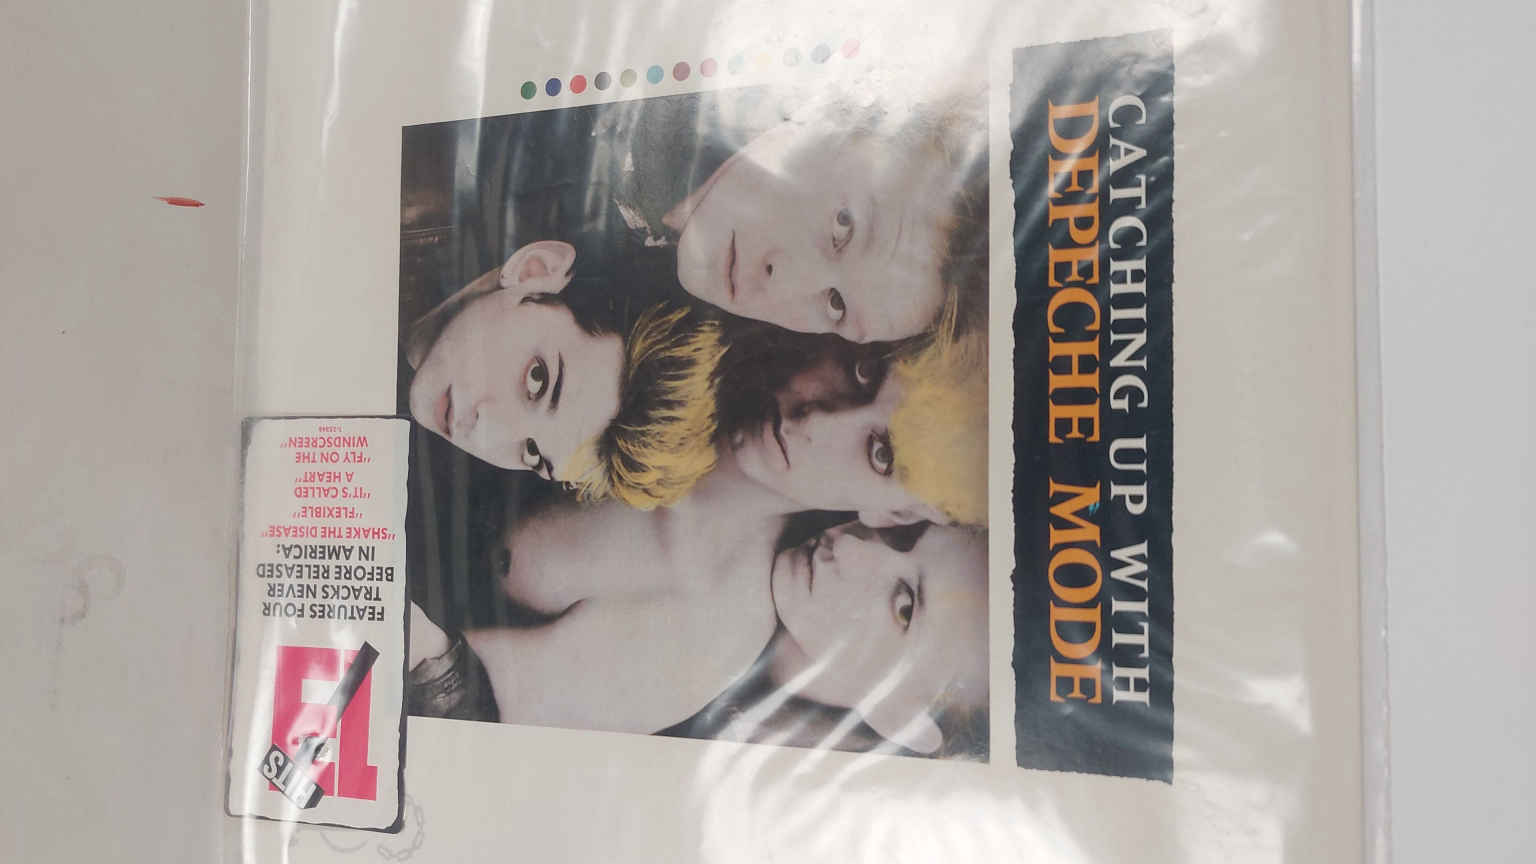 CATCHING UP WITH
DEPECHE MODE
13
HITS
FEATURES FOUR
TRACKS NEVER
BEFORE RELEASED
IN AMERICA:
"SHAKE THE DISEASE"
"FLEXIBLE"
"IT'S CALLED
A HEART"
"FLY ON THE
WINDSCREEN"